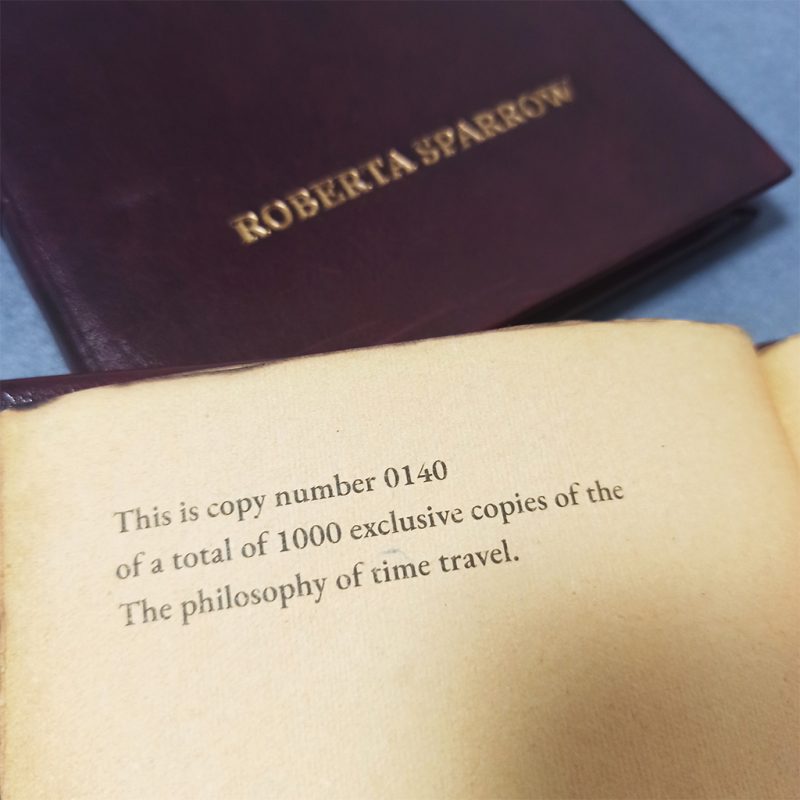 ROBERTA SPARROW
This is copy number 0140
of a total of 1000 exclusive copies of the
The philosophy of time travel.